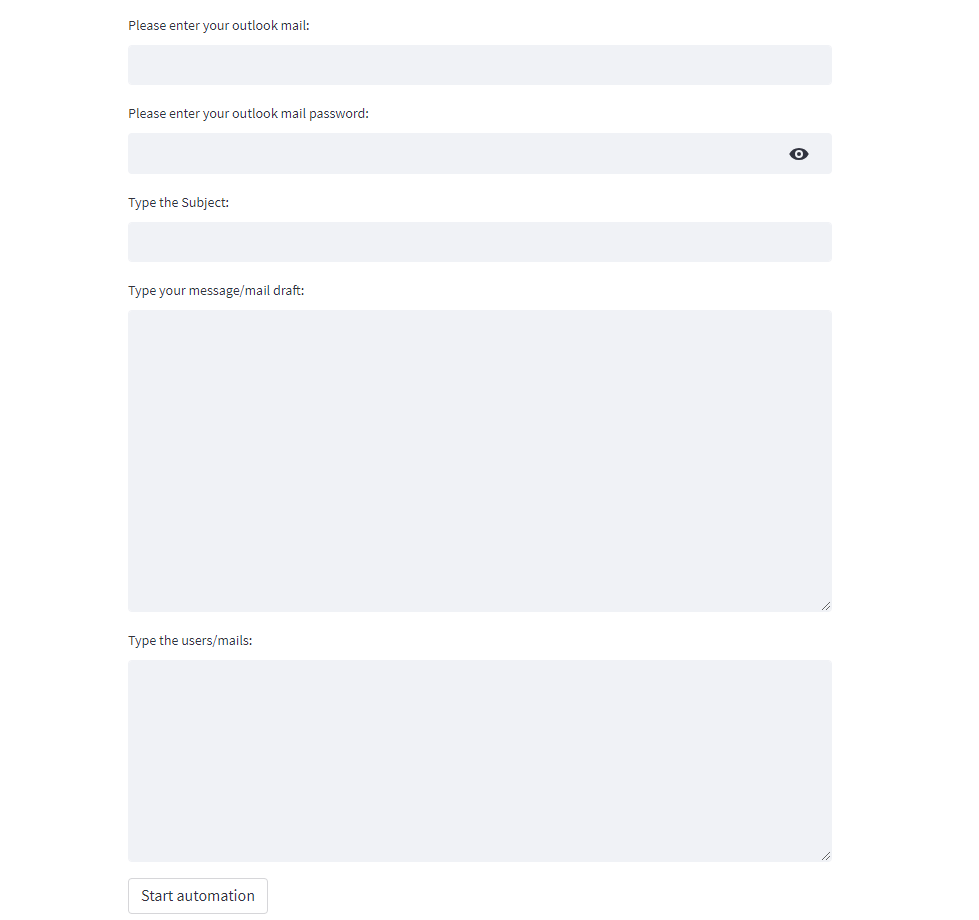 Please enter your outlook mail:
Please enter your outlook mail password:
Type the Subject:
Type your message/mail draft:
Type the users/mails:
Start automation